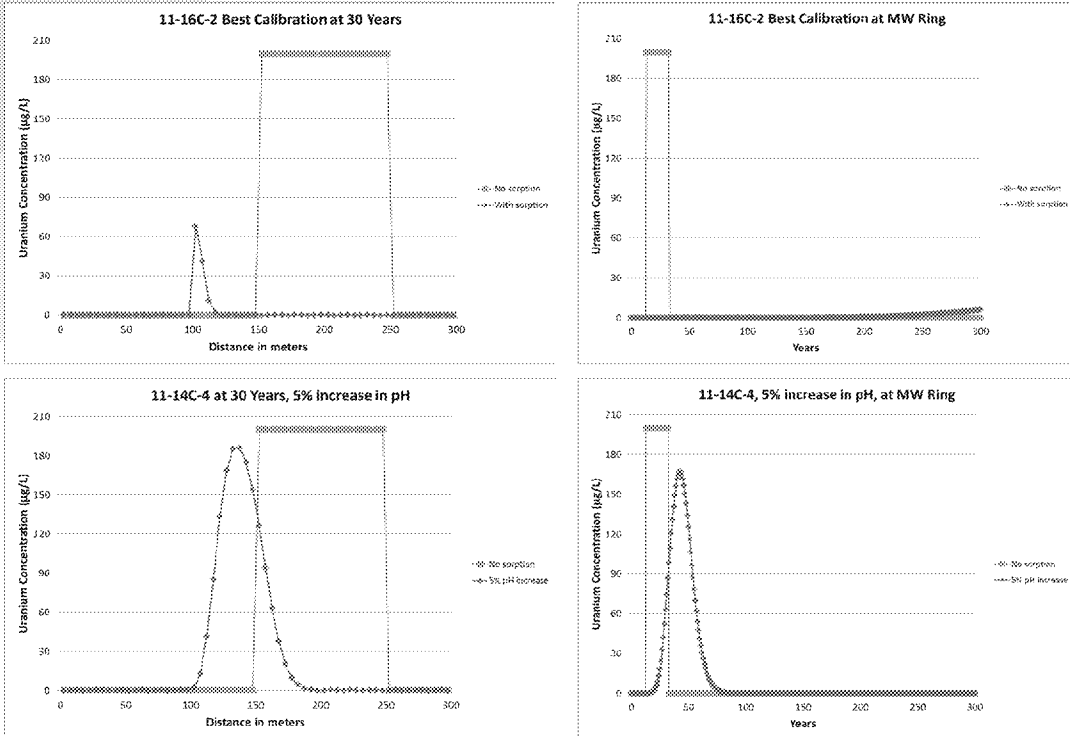 11-16C-2 Best Calibration at 30 Years
Uranium Concentration (µg/L)
210
180
150
120
90
60
30
0
0 50 100 150 200 250 300
Distance in meters
No sorption
With sorption
11-16C-2 Best Calibration at MW Ring
Uranium Concentration (µg/L)
210
180
150
120
90
60
30
0
0 50 100 150 200 250 300
Years
No sorption
With sorption
11-14C-4 at 30 Years, 5% increase in pH
Uranium Concentration (µg/L)
210
180
150
120
90
60
30
0
0 50 100 150 200 250 300
Distance in meters
No sorption
5% pH increase
11-14C-4, 5% increase in pH, at MW Ring
Uranium Concentration (µg/L)
210
180
150
120
90
60
30
0
0 50 100 150 200 250 300
Years
No sorption
5% pH increase